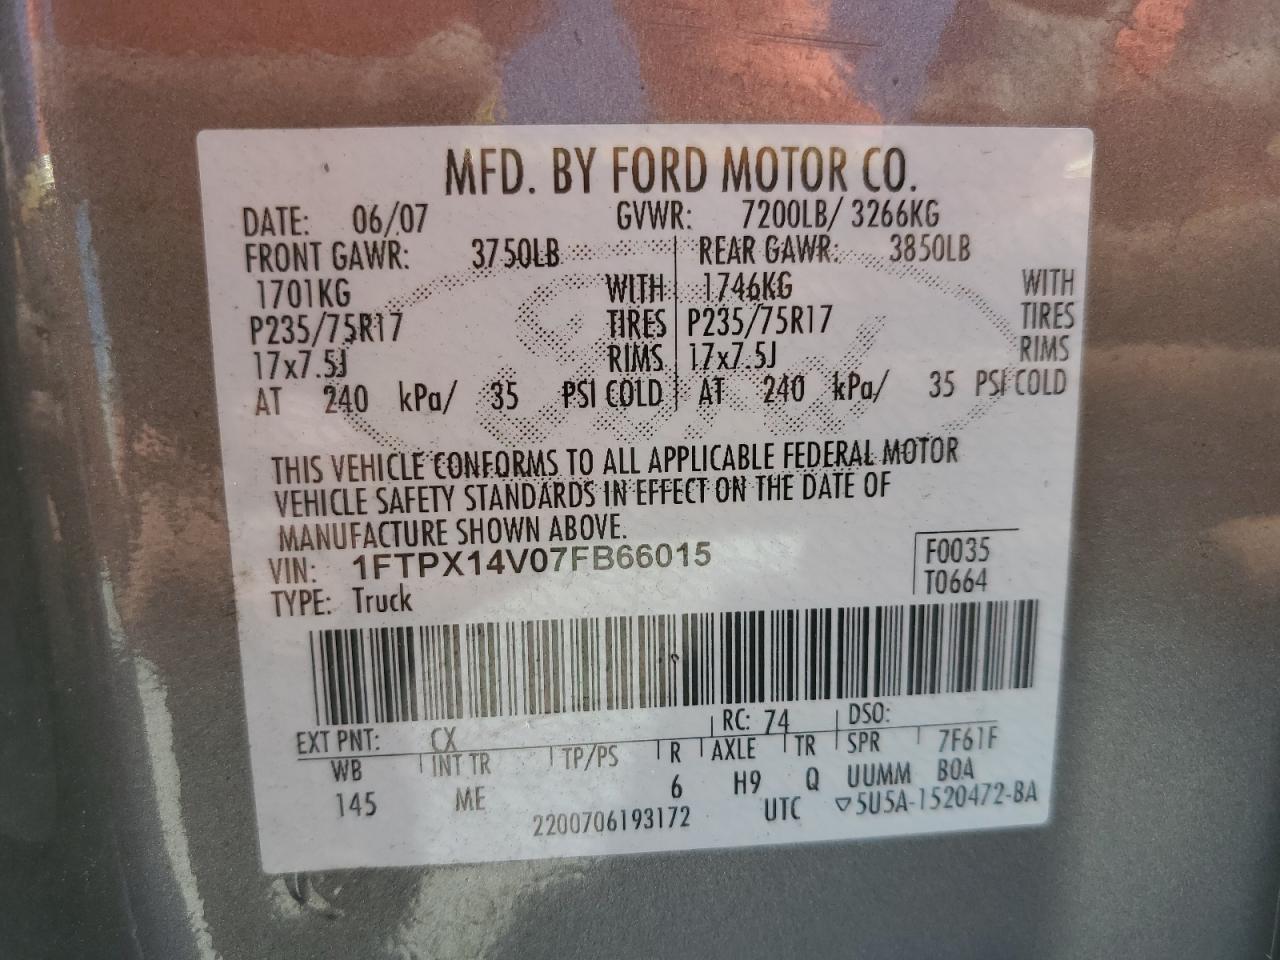 MFD. BY FORD MOTOR CO.
DATE: 06/07 GVWR: 7200LB/ 3266KG
FRONT GAWR: 3750LB REAR GAWR: 3850LB
1701KG WITH 1746KG WITH
P235/75R17 TIRES P235/75R17 TIRES
17x7.5J RIMS 17x7.5J RIMS
AT 240 kPa/ 35 PSI COLD AT 240 kPa/ 35 PSI COLD
THIS VEHICLE CONFORMS TO ALL APPLICABLE FEDERAL MOTOR
VEHICLE SAFETY STANDARDS IN EFFECT ON THE DATE OF
MANUFACTURE SHOWN ABOVE.
VIN: 1FTPX14V07FB66015 F0035
TYPE: Truck T0664
EXT PNT: CX RC: 74 DSO:
WB INT TR TP/PS R AXLE TR SPR 7F61F
145 ME 6 H9 Q UUMM BOA
2200706193172 UTC ▽5U5A-1520472-BA